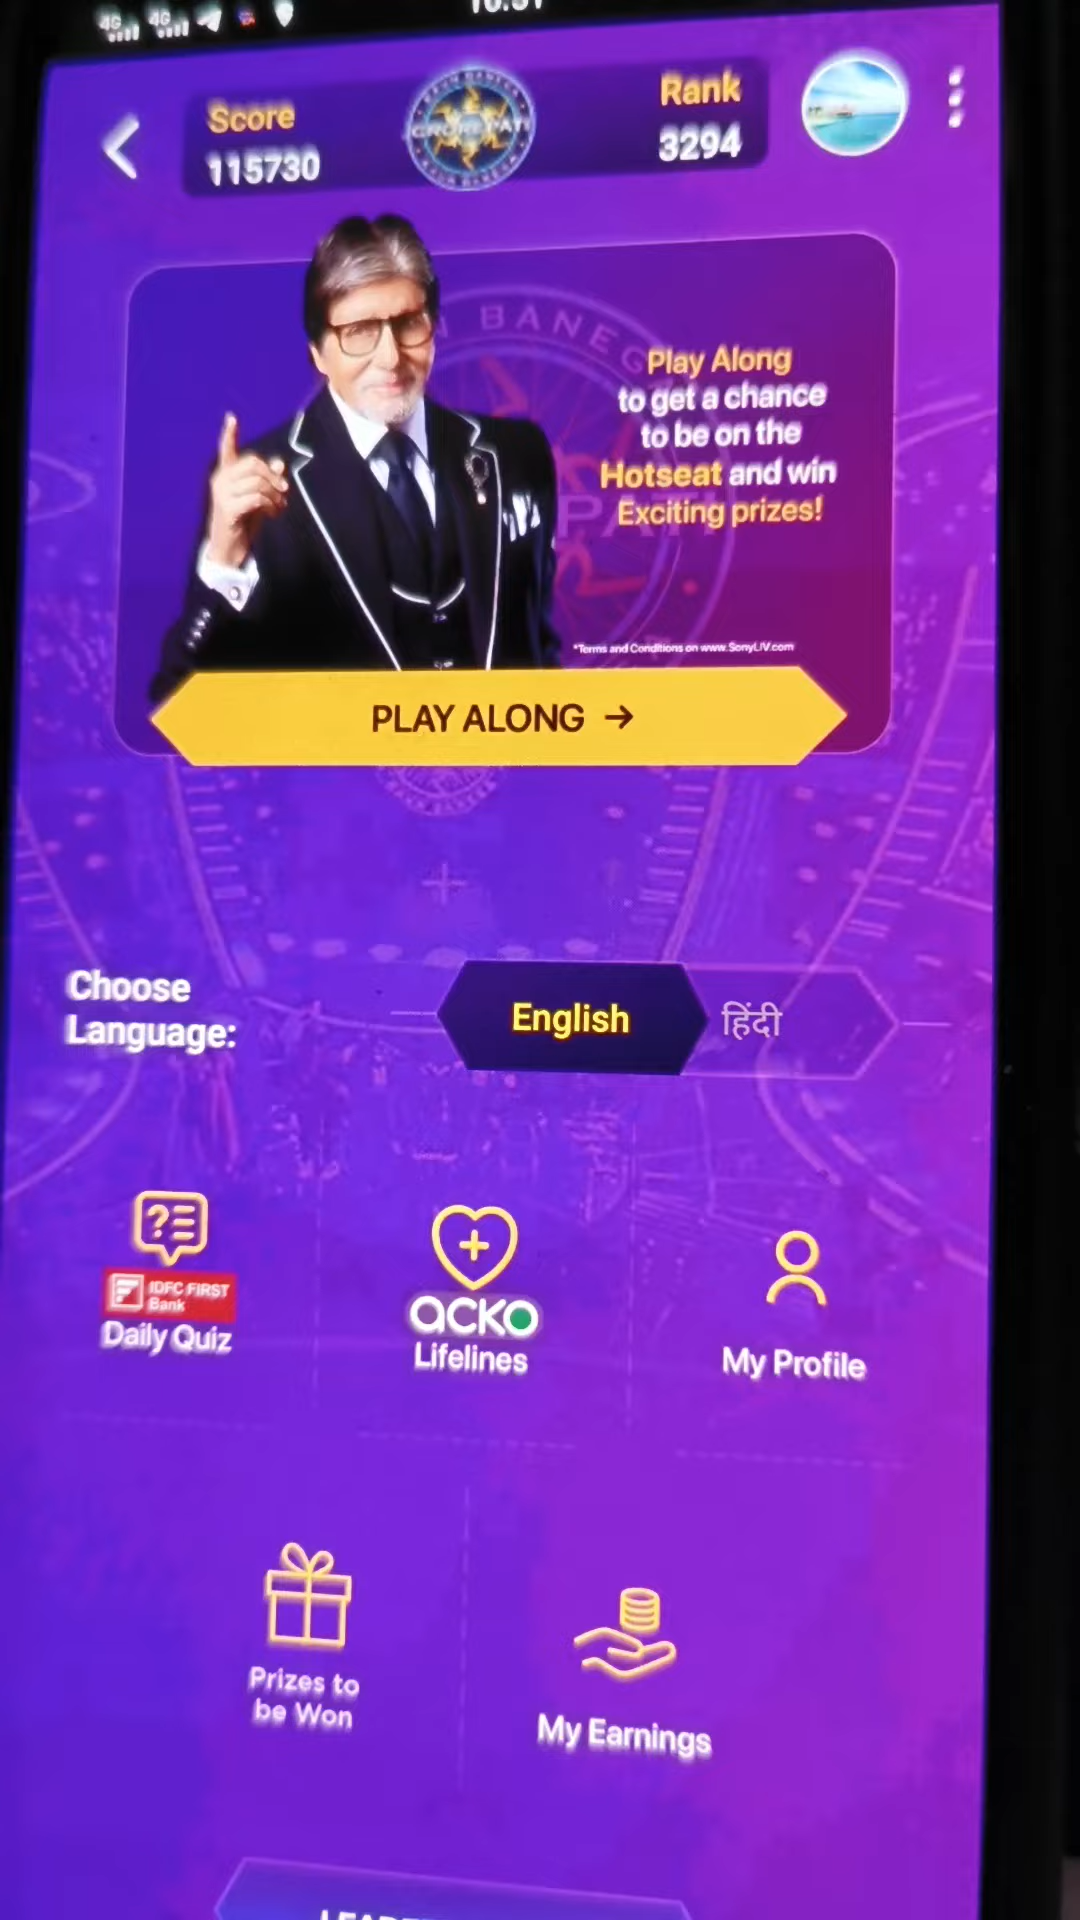 4G 4G
Score
115730
Rank
3294
Play Along
to get a chance
to be on the
Hotseat and win
Exciting prizes!
*Terms and Conditions on www.SonyLIV.com
PLAY ALONG →
Choose
Language:
English
हिंदी
IDFC FIRST
Bank
Daily Quiz
acko
Lifelines
My Profile
Prizes to
be Won
My Earnings